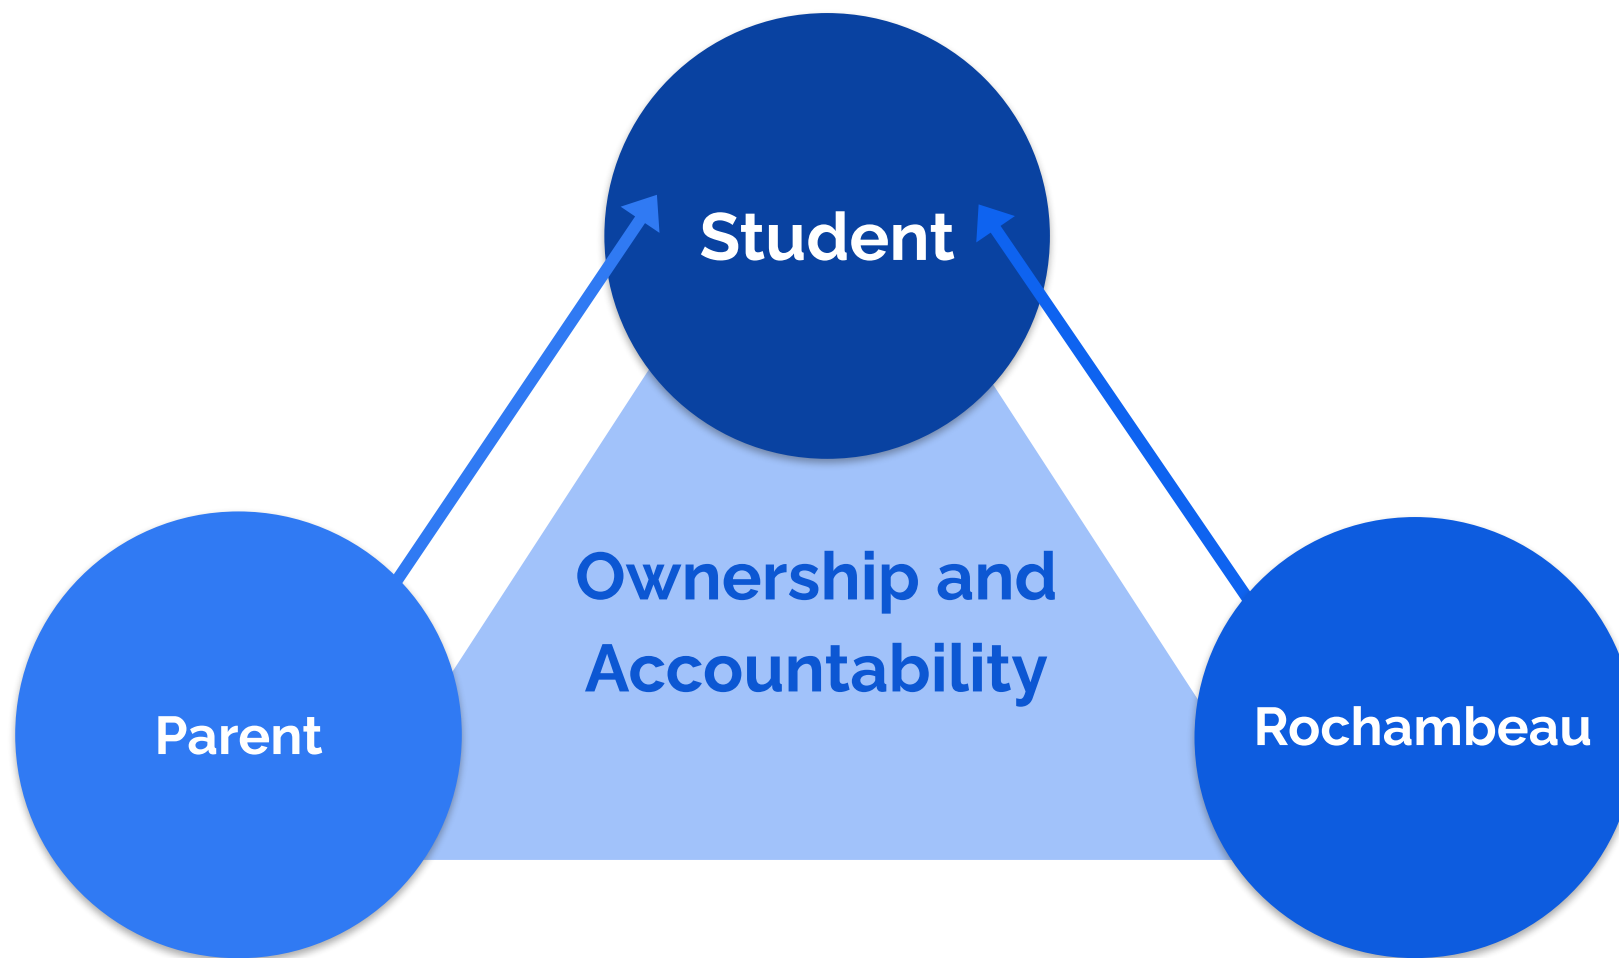 Student
Ownership and
Accountability
Parent
Rochambeau